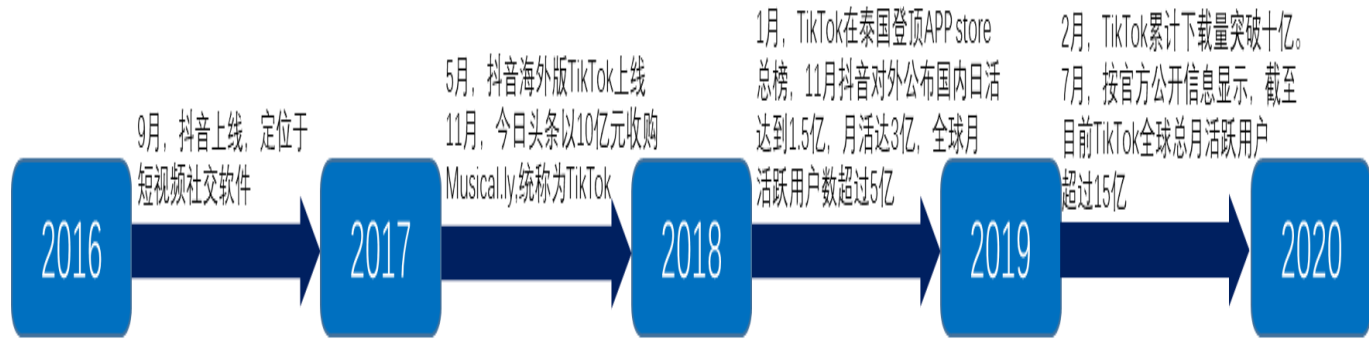 2016
9月，抖音上线，定位于
短视频社交软件
2017
5月，抖音海外版TikTok上线
11月，今日头条以10亿元收购
Musical.ly,统称为TikTok
2018
1月，TikTok在泰国登顶APP store
总榜，11月抖音对外公布国内日活
达到1.5亿，月活达3亿，全球月
活跃用户数超过5亿
2019
2月，TikTok累计下载量突破十亿。
7月，按官方公开信息显示，截至
目前TikTok全球总月活跃用户
超过15亿
2020